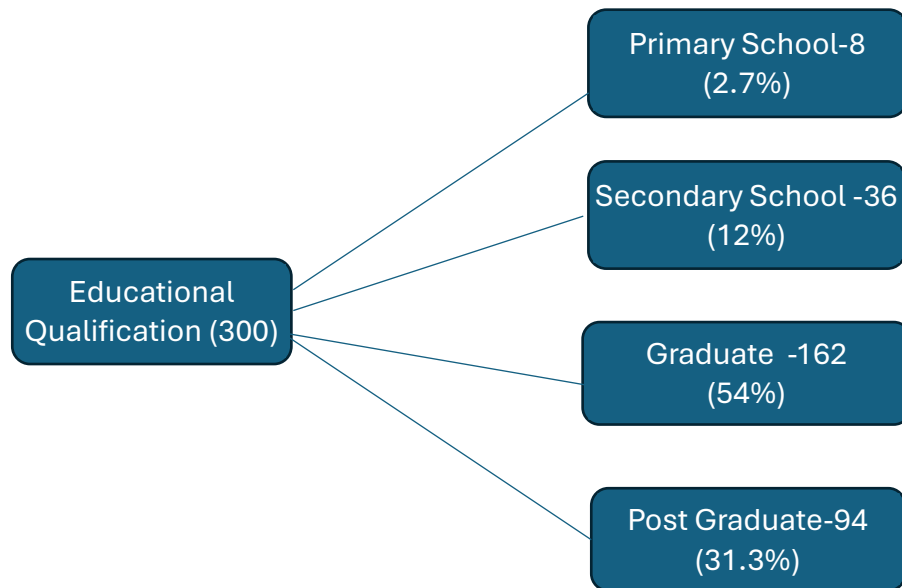 Primary School-8
(2.7%)
Secondary School -36
(12%)
Educational
Qualification (300)
Graduate  -162
(54%)
Post Graduate-94
(31.3%)